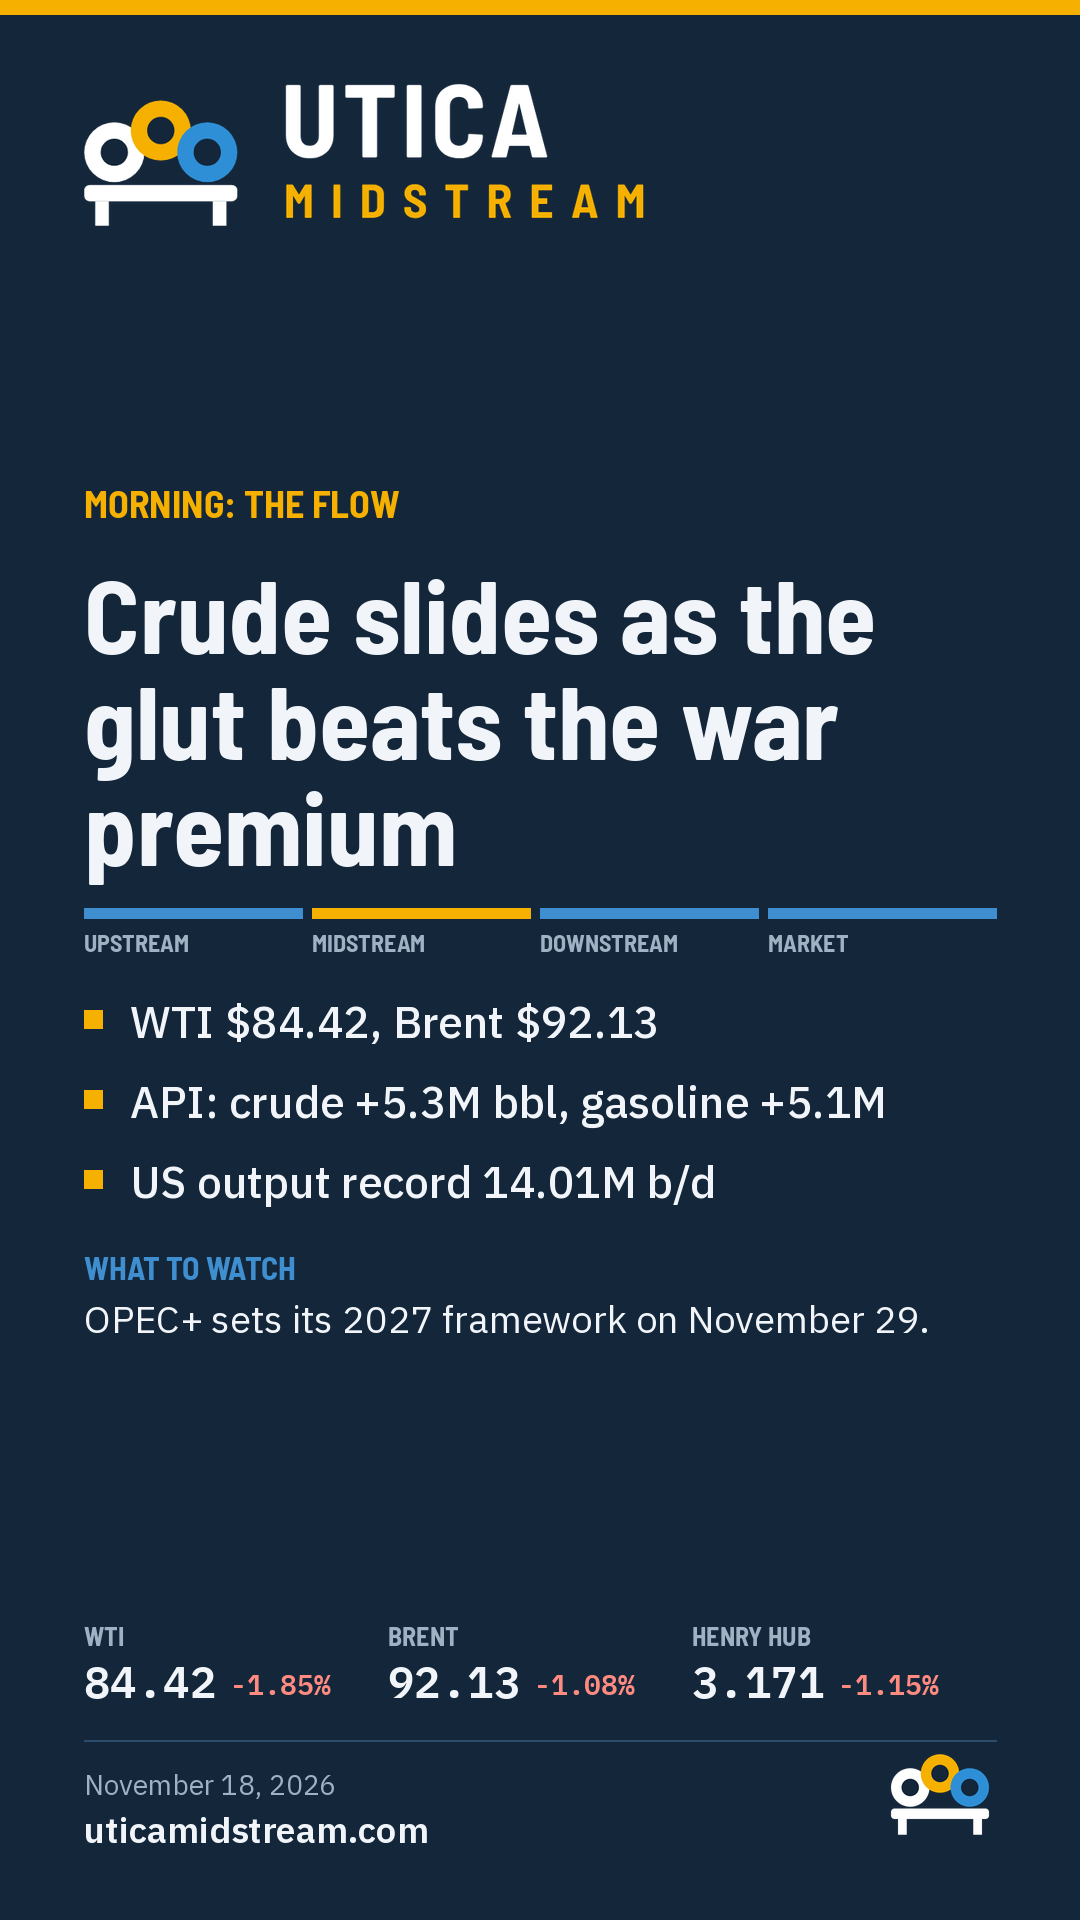 UTICA
MIDSTREAM
MORNING: THE FLOW
Crude slides as the
glut beats the war
premium
UPSTREAM MIDSTREAM DOWNSTREAM MARKET
WTI $84.42, Brent $92.13
API: crude +5.3M bbl, gasoline +5.1M
US output record 14.01M b/d
WHAT TO WATCH
OPEC+ sets its 2027 framework on November 29.
WTI BRENT HENRY HUB
84.42 -1.85% 92.13 -1.08% 3.171 -1.15%
November 18, 2026
uticamidstream.com